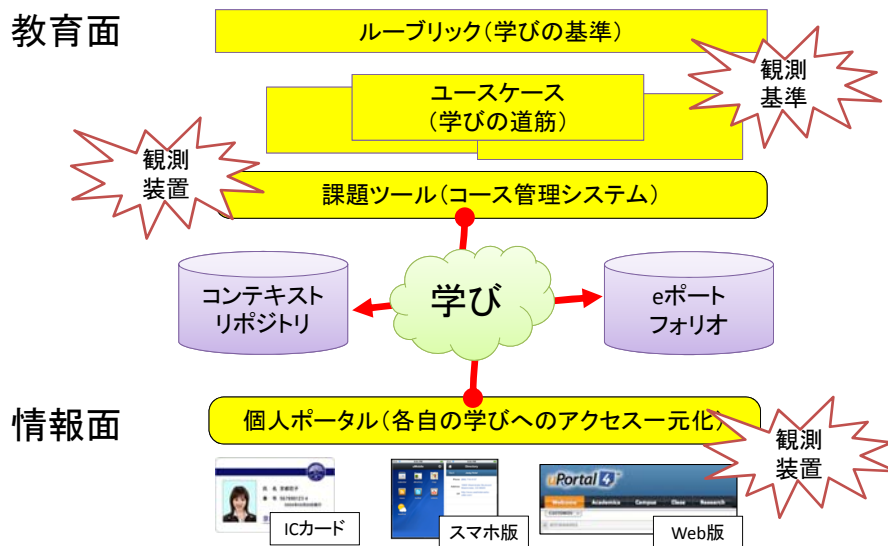 教育面
ルーブリック(学びの基準)
観測
基準
ユースケース
(学びの道筋)
観測
装置
課題ツール(コース管理システム)
コンテキスト
リポジトリ
学び
eポート
フォリオ
情報面
個人ポータル(各自の学びへのアクセス一元化)
観測
装置
ICカード
スマホ版
uPortal 4
Welcome Academics Campus Cless Research
Web版